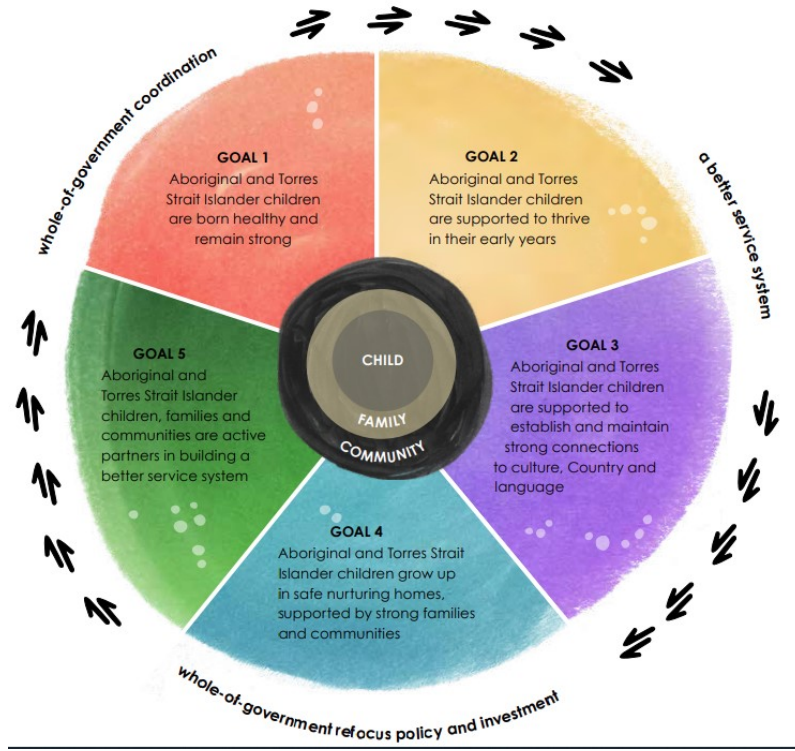 whole-of-government coordination
a better service system
GOAL 1
Aboriginal and Torres
Strait Islander children
are born healthy and
remain strong
GOAL 2
Aboriginal and Torres
Strait Islander children
are supported to thrive
in their early years
GOAL 3
Aboriginal and Torres
Strait Islander children
are supported to
establish and maintain
strong connections
to culture, Country and
language
GOAL 4
Aboriginal and Torres Strait
Islander children grow up
in safe nurturing homes,
supported by strong families
and communities
GOAL 5
Aboriginal and
Torres Strait Islander
children, families and
communities are active
partners in building a
better service system
CHILD
FAMILY
COMMUNITY
whole-of-government refocus policy and investment